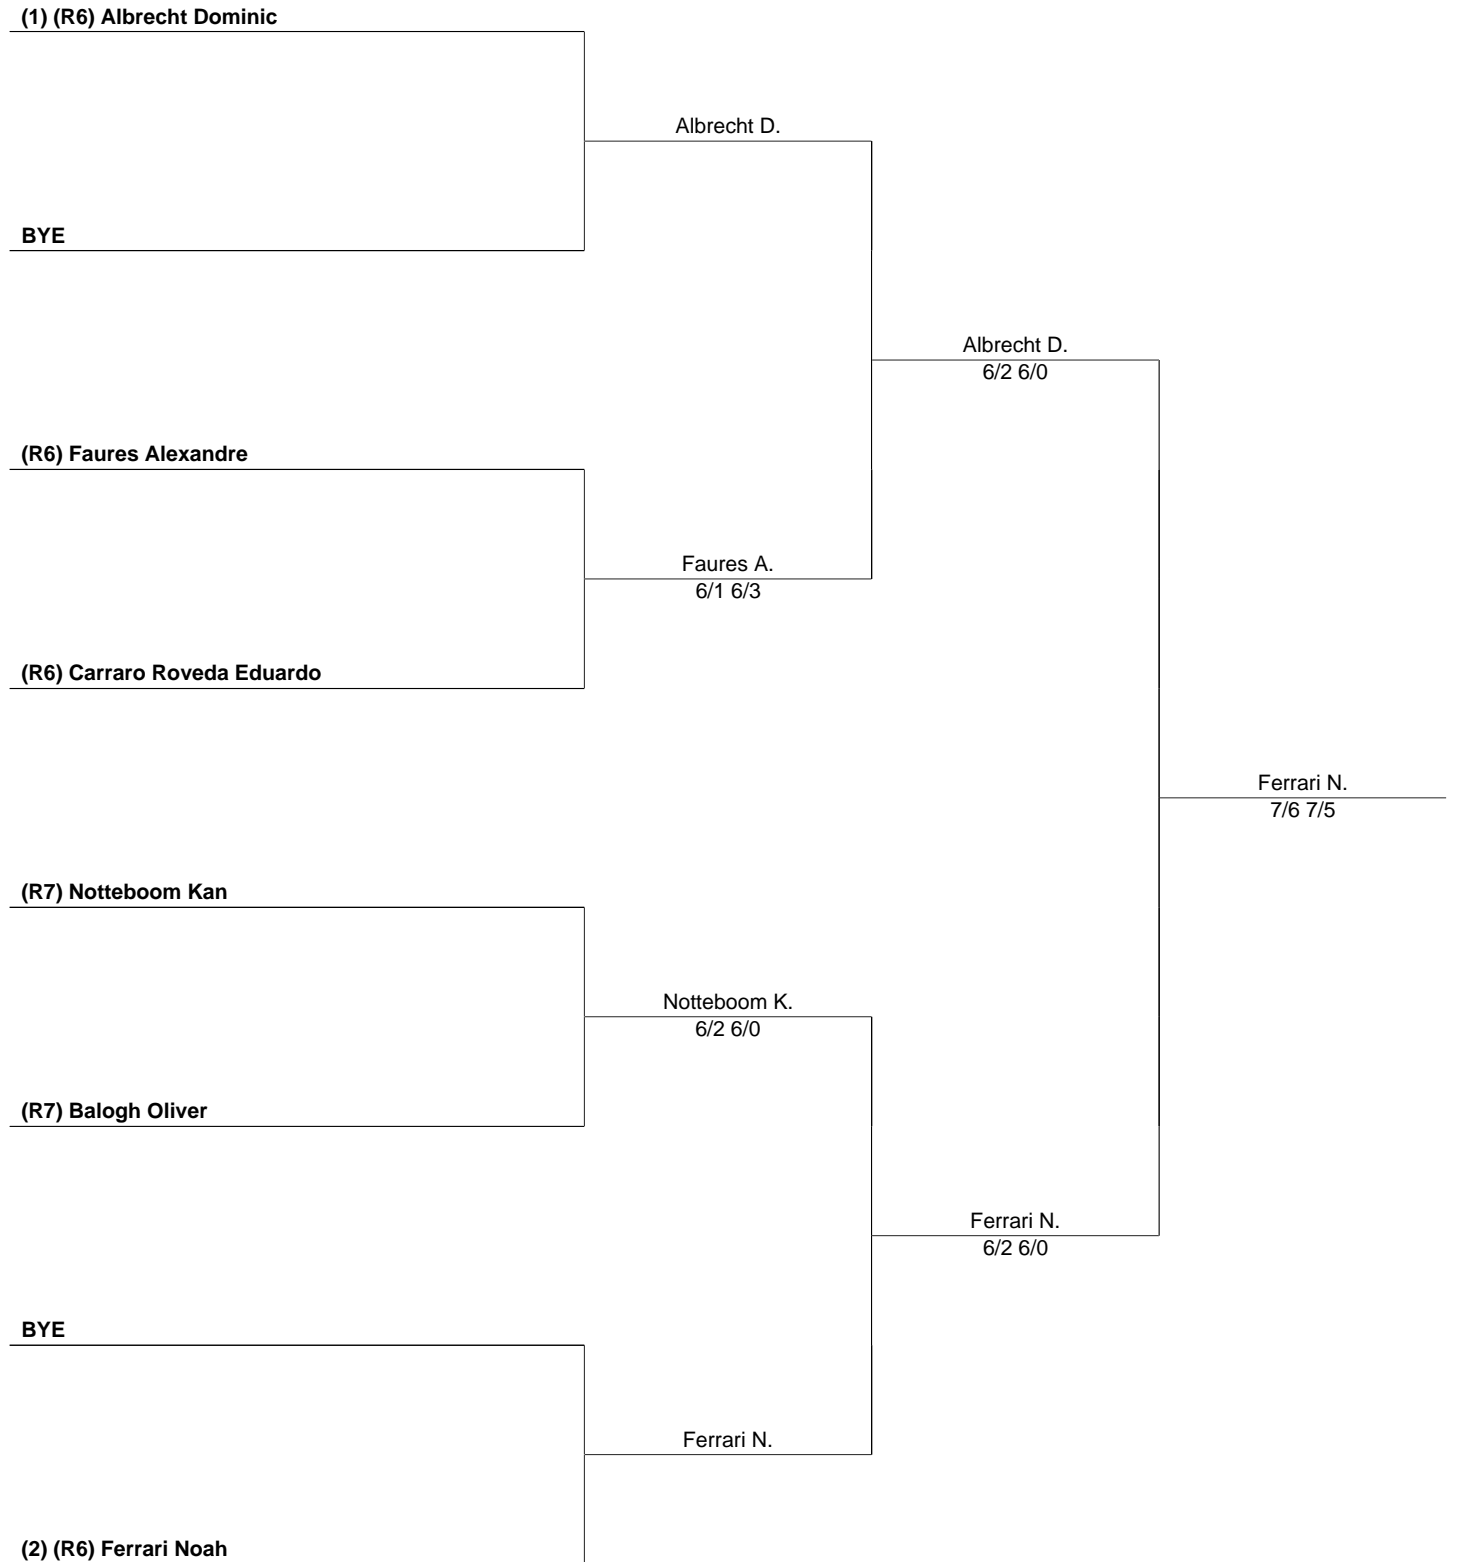 (1) (R6) Albrecht Dominic
Albrecht D.
BYE
Albrecht D.
6/2 6/0
(R6) Faures Alexandre
Faures A.
6/1 6/3
(R6) Carraro Roveda Eduardo
Ferrari N.
7/6 7/5
(R7) Notteboom Kan
Notteboom K.
6/2 6/0
(R7) Balogh Oliver
Ferrari N.
6/2 6/0
BYE
Ferrari N.
(2) (R6) Ferrari Noah